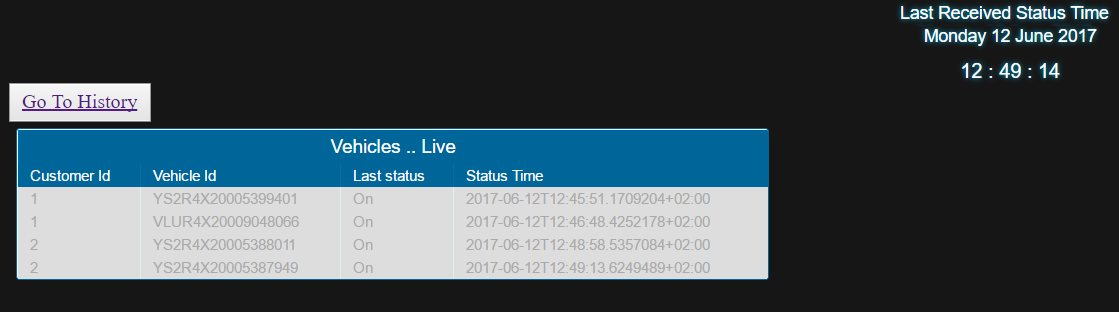 Last Received Status Time
Monday 12 June 2017
12 : 49 : 14
Go To History
Vehicles .. Live
Customer Id Vehicle Id Last status Status Time
1 YS2R4X20005399401 On 2017-06-12T12:45:51.1709204+02:00
1 VLUR4X20009048066 On 2017-06-12T12:46:48.4252178+02:00
2 YS2R4X20005388011 On 2017-06-12T12:48:58.5357084+02:00
2 YS2R4X20005387949 On 2017-06-12T12:49:13.6249489+02:00